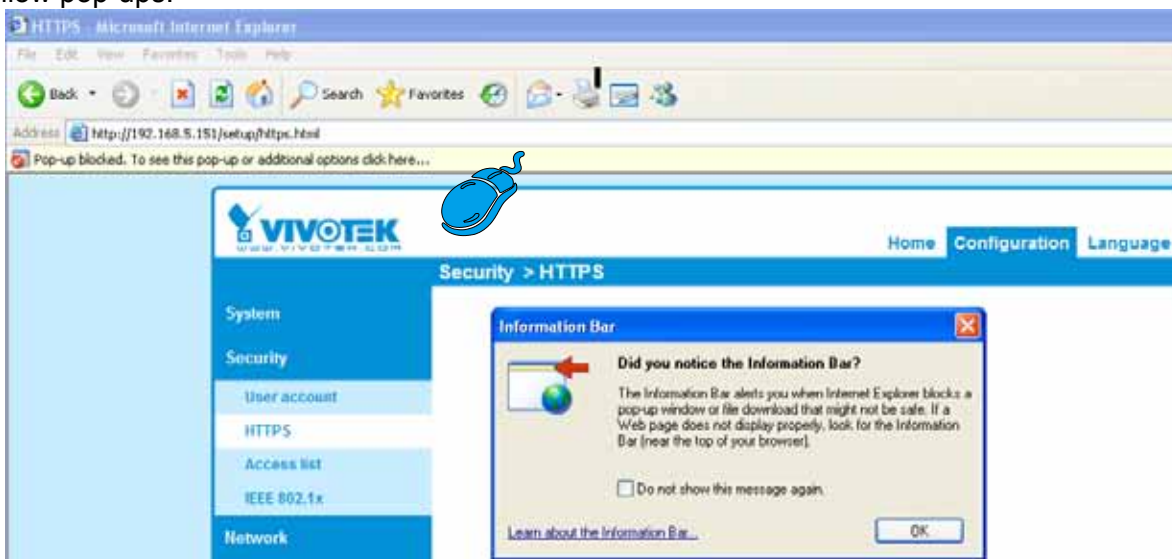 llow pop-ups.
HTTPS - Microsoft Internet Explorer
File Edit View Favorites Tools Help
Back Search Favorites
Address http://192.168.5.151/setup/https.html
Pop-up blocked. To see this pop-up or additional options click here...
VIVOTEK
WWW.VIVOTEK.COM
Home Configuration Language
Security > HTTPS
System
Security
User account
HTTPS
Access list
IEEE 802.1x
Network
Information Bar
Did you notice the Information Bar?
The Information Bar alerts you when Internet Explorer blocks a
pop-up window or file download that might not be safe. If a
Web page does not display properly, look for the Information
Bar (near the top of your browser).
Do not show this message again.
Learn about the Information Bar...
OK